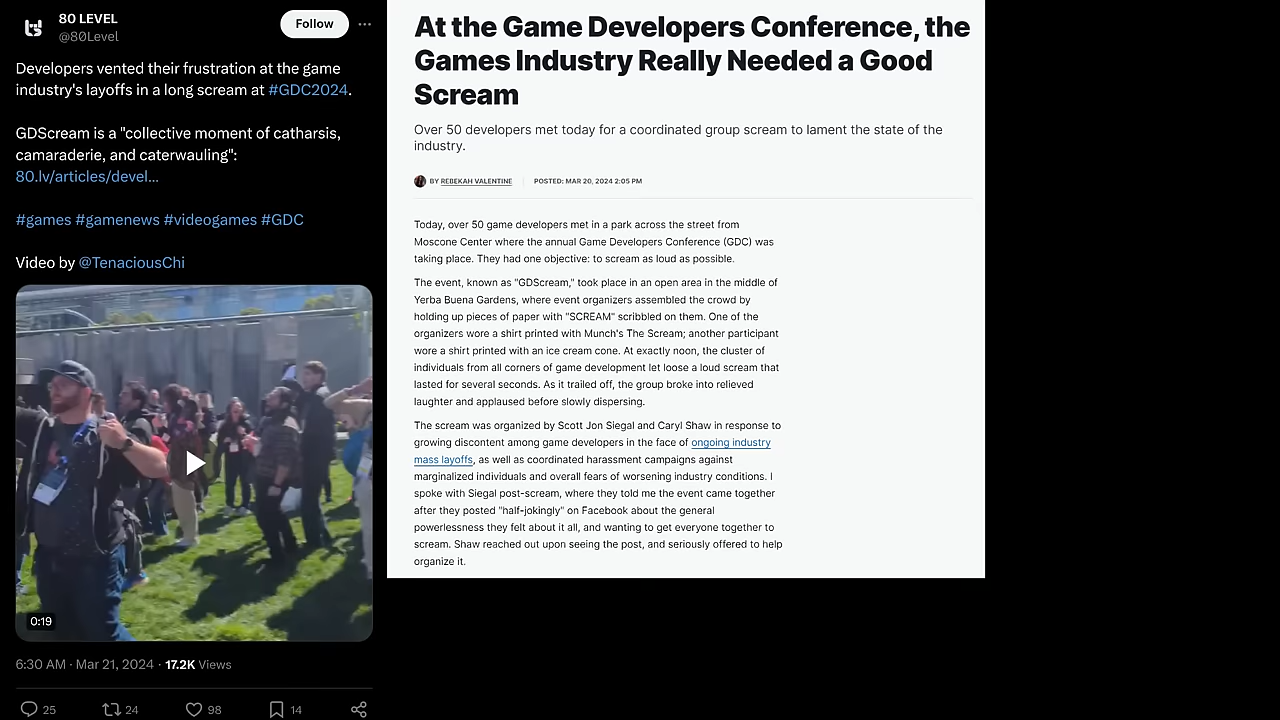 80 LEVEL
@80Level
Follow
Developers vented their frustration at the game
industry's layoffs in a long scream at #GDC2024.
GDScream is a "collective moment of catharsis,
camaraderie, and caterwauling":
80.lv/articles/devel...
#games #gamenews #videogames #GDC
Video by @TenaciousChi
0:19
6:30 AM · Mar 21, 2024 · 17.2K Views
25 24 98 14
At the Game Developers Conference, the
Games Industry Really Needed a Good
Scream
Over 50 developers met today for a coordinated group scream to lament the state of the
industry.
BY REBEKAH VALENTINE POSTED: MAR 20, 2024 2:05 PM
Today, over 50 game developers met in a park across the street from
Moscone Center where the annual Game Developers Conference (GDC) was
taking place. They had one objective: to scream as loud as possible.
The event, known as "GDScream," took place in an open area in the middle of
Yerba Buena Gardens, where event organizers assembled the crowd by
holding up pieces of paper with "SCREAM" scribbled on them. One of the
organizers wore a shirt printed with Munch's The Scream; another participant
wore a shirt printed with an ice cream cone. At exactly noon, the cluster of
individuals from all corners of game development let loose a loud scream that
lasted for several seconds. As it trailed off, the group broke into relieved
laughter and applaused before slowly dispersing.
The scream was organized by Scott Jon Siegal and Caryl Shaw in response to
growing discontent among game developers in the face of ongoing industry
mass layoffs, as well as coordinated harassment campaigns against
marginalized individuals and overall fears of worsening industry conditions. I
spoke with Siegal post-scream, where they told me the event came together
after they posted "half-jokingly" on Facebook about the general
powerlessness they felt about it all, and wanting to get everyone together to
scream. Shaw reached out upon seeing the post, and seriously offered to help
organize it.